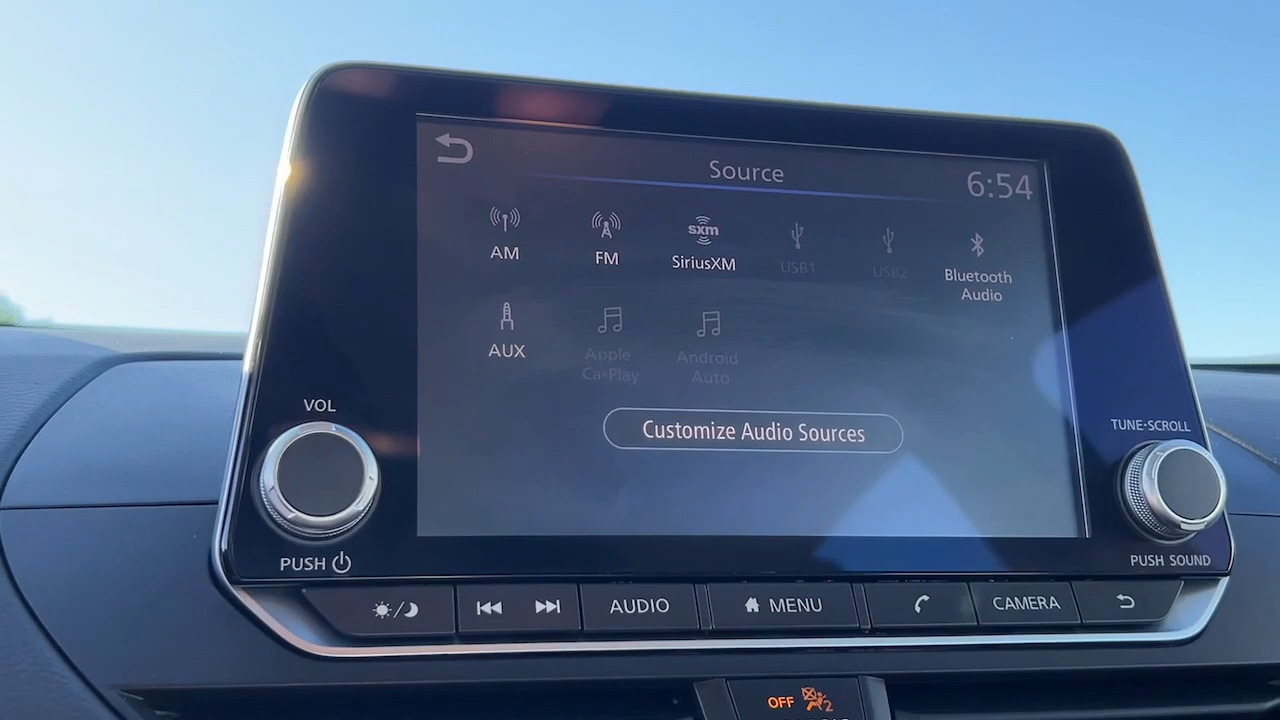 Source
6:54
AM
FM
sxm
SiriusXM
USB1
USB2
Bluetooth
Audio
AUX
Apple
CarPlay
Android
Auto
Customize Audio Sources
VOL
PUSH
TUNE·SCROLL
PUSH SOUND
AUDIO
MENU
CAMERA
OFF
2